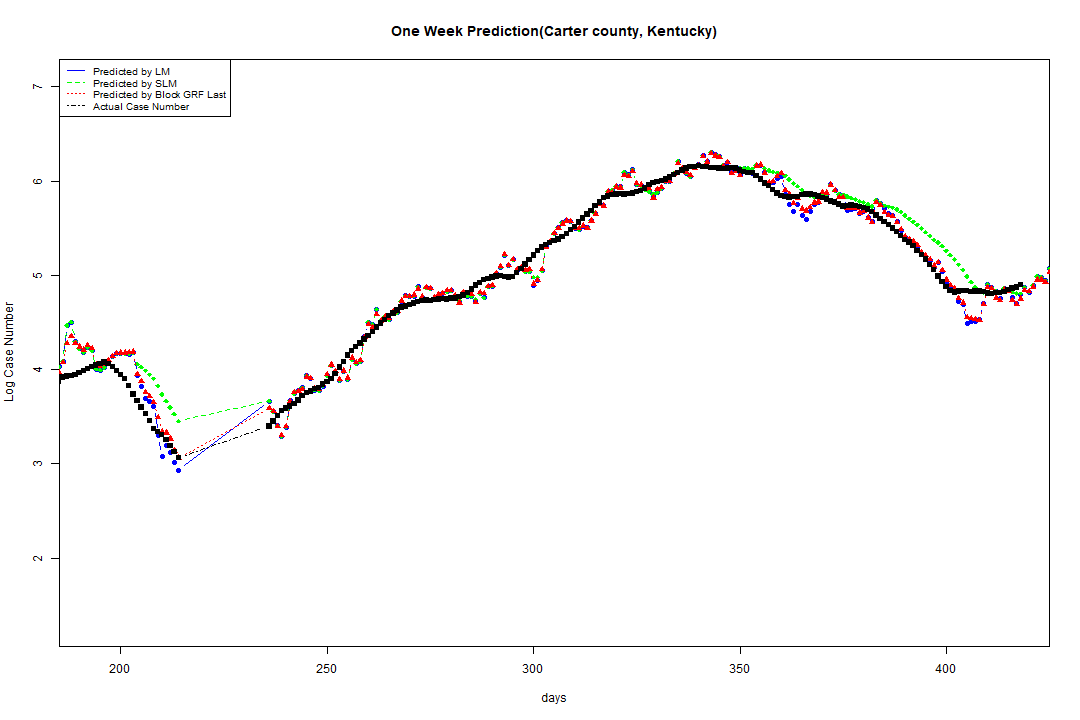 One Week Prediction(Carter county, Kentucky)
Predicted by LM
Predicted by SLM
Predicted by Block GRF Last
Actual Case Number
7
6
5
4
3
2
Log Case Number
200 250 300 350 400
days